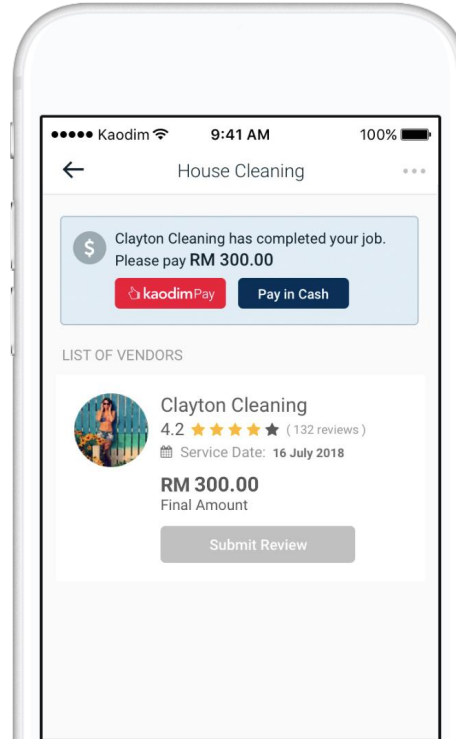 Kaodim 9:41 AM 100%
House Cleaning
$
Clayton Cleaning has completed your job.
Please pay RM 300.00
kaodimPay Pay in Cash
LIST OF VENDORS
Clayton Cleaning
4.2 ★★★★★ (132 reviews)
Service Date: 16 July 2018
RM 300.00
Final Amount
Submit Review